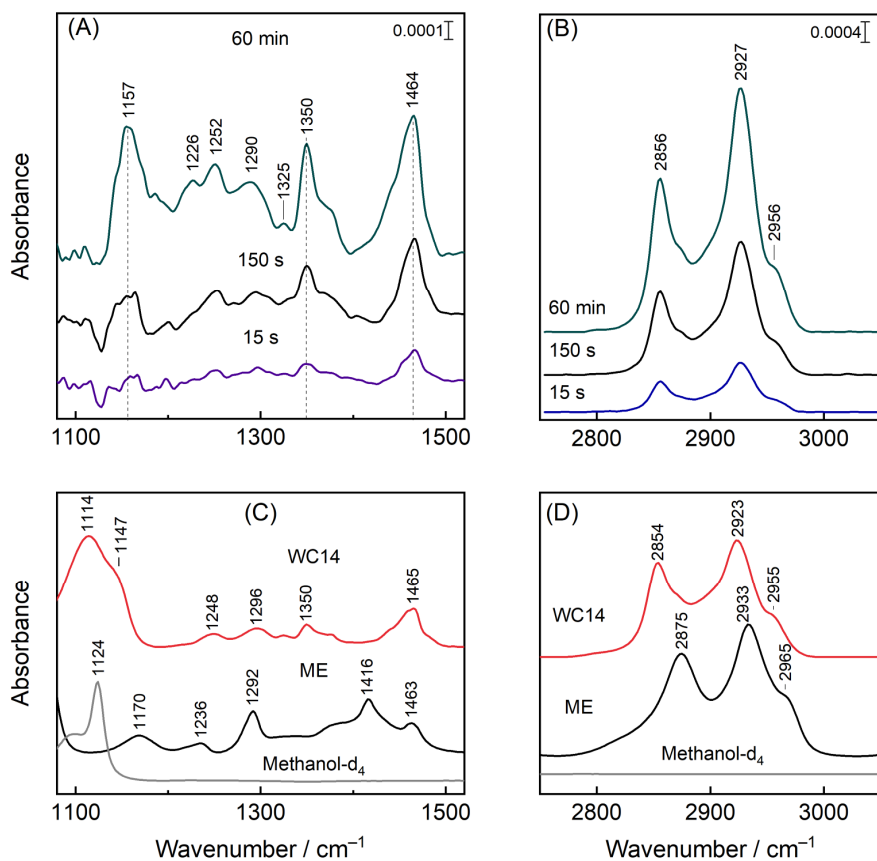 (A)
60 min
0.0001
1157
1226
1252
1290
1325
1350
1464
150 s
15 s
Absorbance
1100
1300
1500
(B)
0.0004
2856
2927
2956
60 min
150 s
15 s
2800
2900
3000
(C)
1114
1147
WC14
1248
1296
1350
1465
ME
1124
1170
1236
1292
1416
1463
Methanol-d4
Absorbance
1100
1300
1500
Wavenumber / cm–1
(D)
2854
2923
2955
WC14
2875
2933
2965
ME
Methanol-d4
2800
2900
3000
Wavenumber / cm–1